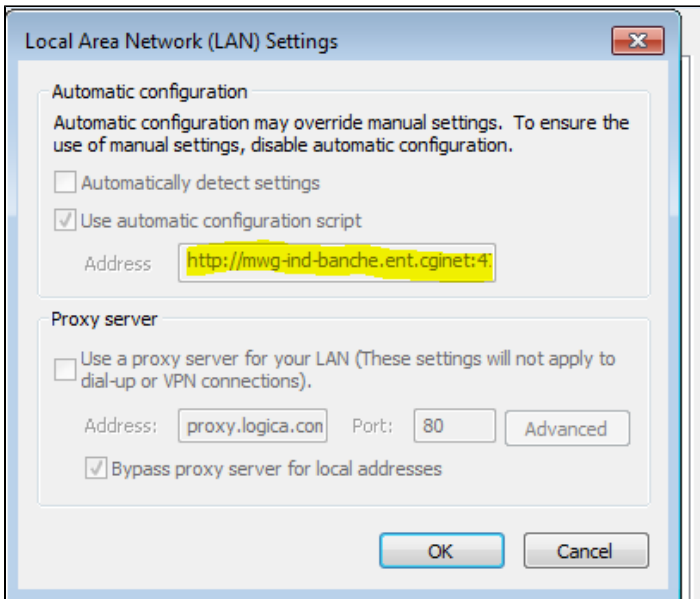 Local Area Network (LAN) Settings
Automatic configuration
Automatic configuration may override manual settings. To ensure the
use of manual settings, disable automatic configuration.
Automatically detect settings
Use automatic configuration script
Address http://mwg-ind-banche.ent.cginet:4
Proxy server
Use a proxy server for your LAN (These settings will not apply to
dial-up or VPN connections).
Address: proxy.logica.con Port: 80 Advanced
Bypass proxy server for local addresses
OK Cancel